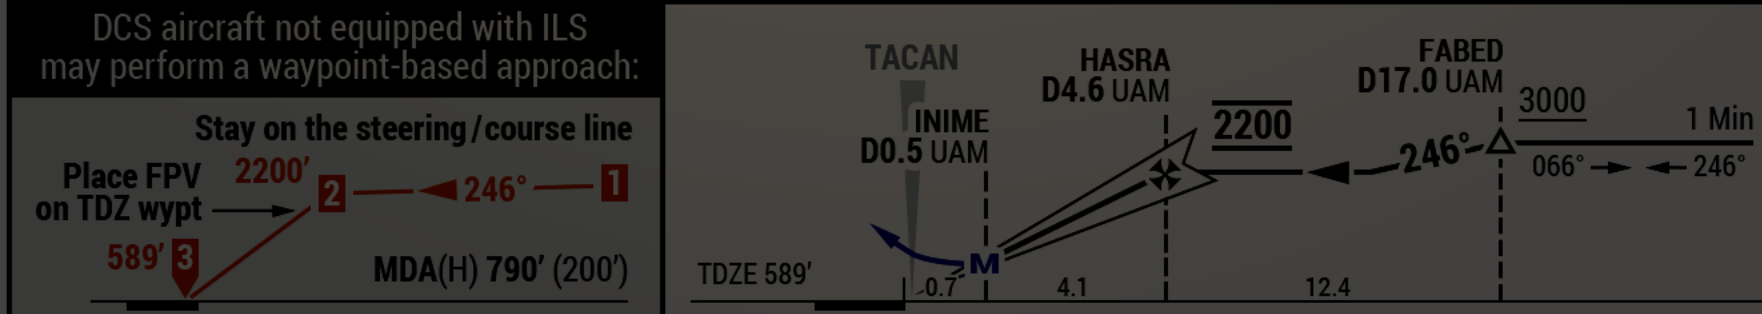 DCS aircraft not equipped with ILS
may perform a waypoint-based approach:
Stay on the steering/course line
Place FPV
on TDZ wypt
2200’
2
246°
1
589’
3
MDA(H) 790’ (200’)
TACAN
INIME
D0.5 UAM
HASRA
D4.6 UAM
2200
FABED
D17.0 UAM
3000
1 Min
246°
066°
246°
M
TDZE 589’
0.7
4.1
12.4